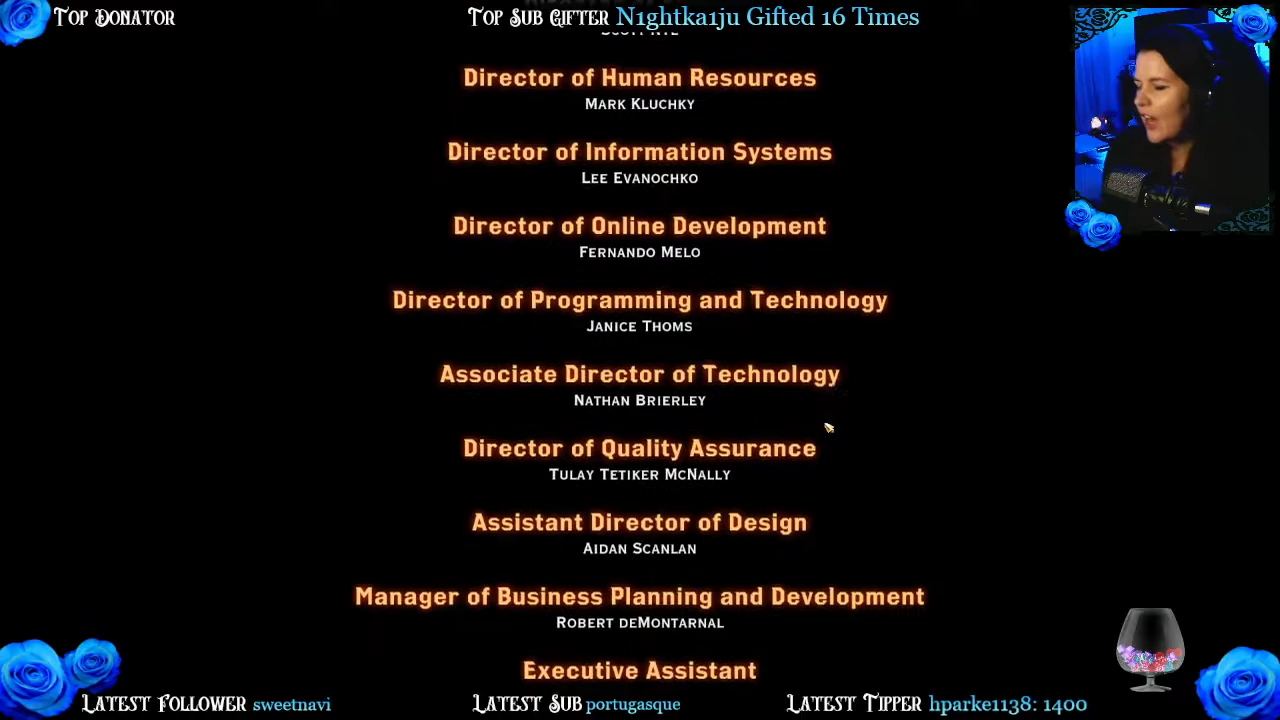 Top Donator
Top Sub Gifter N1ghtka1ju Gifted 16 Times
Director of Human Resources
Mark Kluchky
Director of Information Systems
Lee Evanochko
Director of Online Development
Fernando Melo
Director of Programming and Technology
Janice Thoms
Associate Director of Technology
Nathan Brierley
Director of Quality Assurance
Tulay Tetiker McNally
Assistant Director of Design
Aidan Scanlan
Manager of Business Planning and Development
Robert deMontarnal
Executive Assistant
Latest Follower sweetnavi
Latest Sub portugasque
Latest Tipper hparke1138: 1400